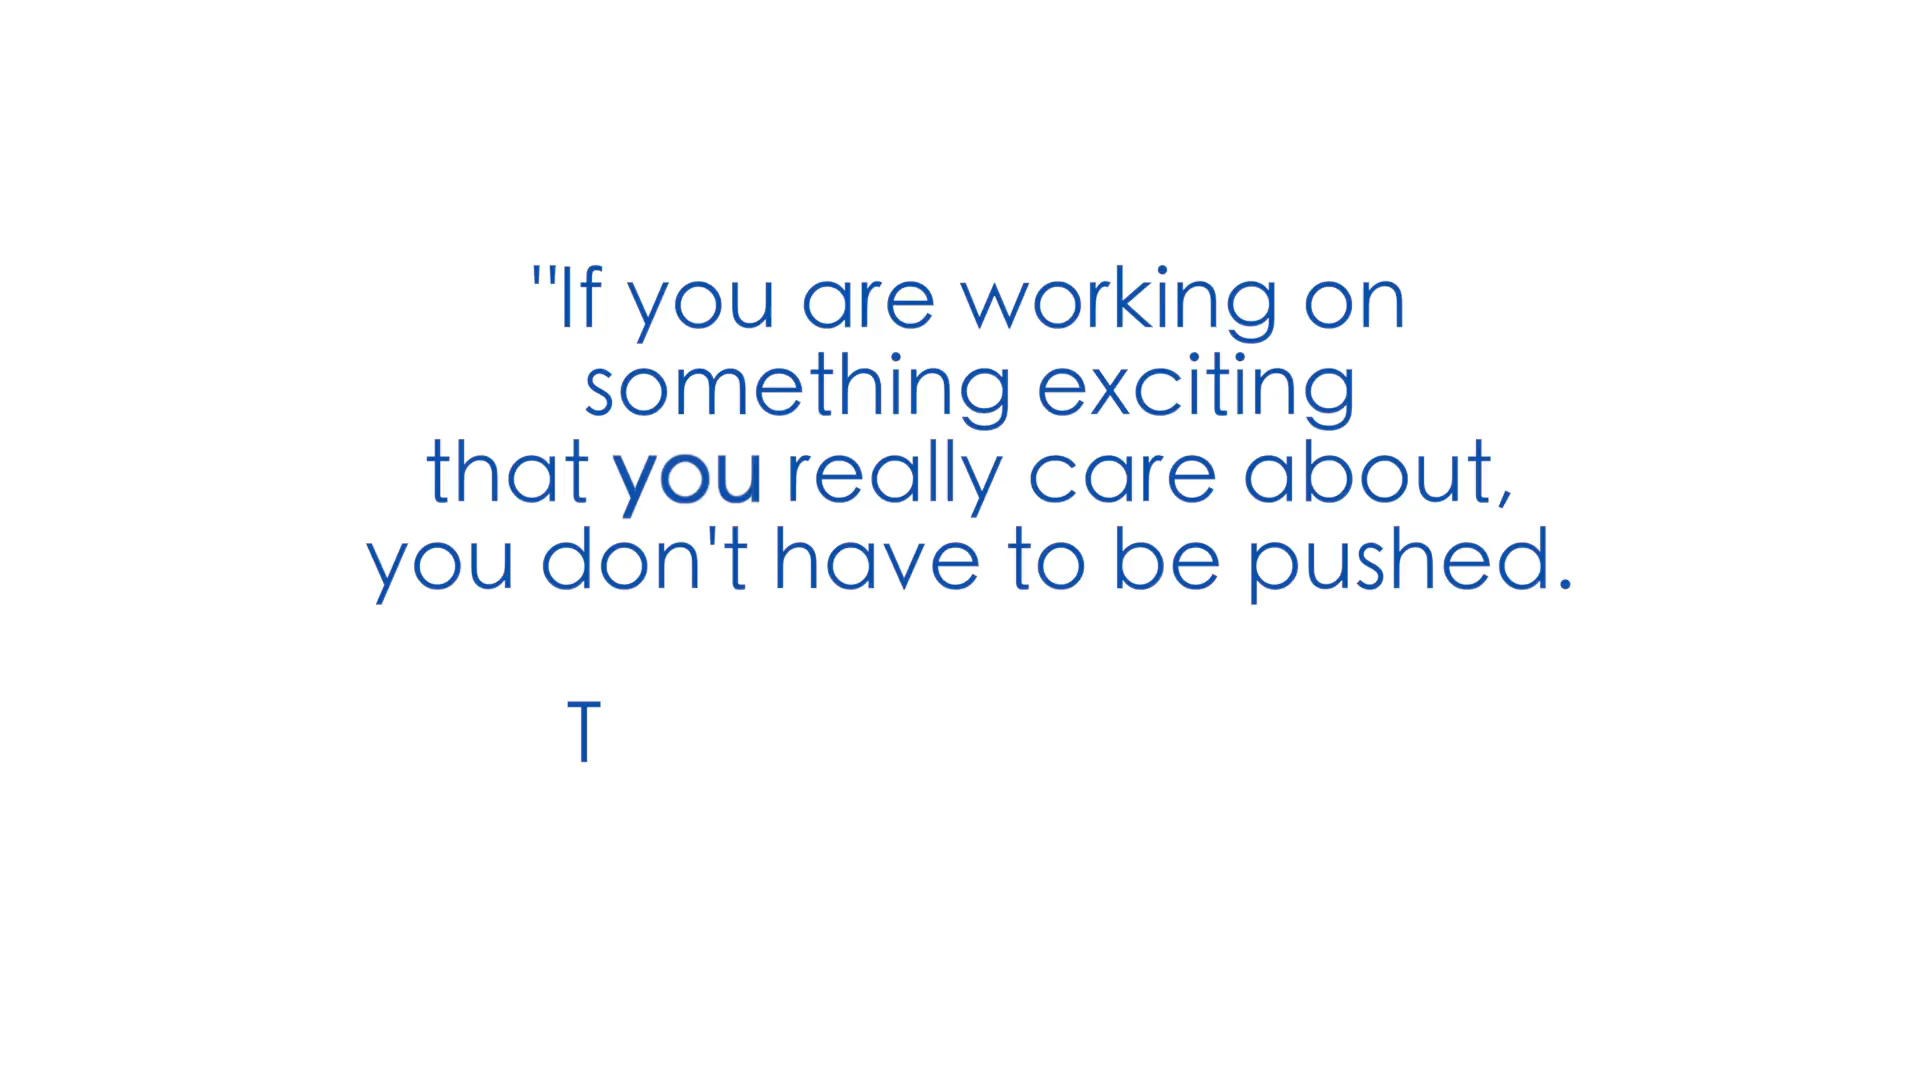 "If you are working on
something exciting
that you really care about,
you don't have to be pushed.
T